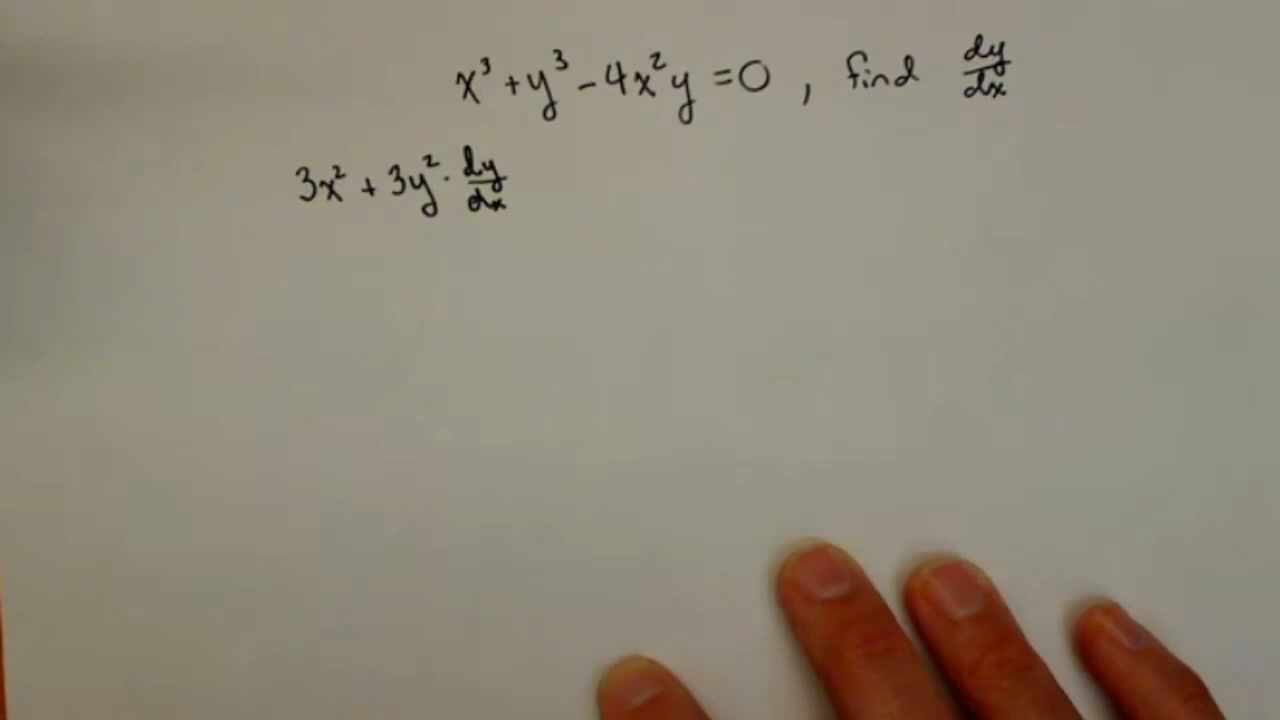 x³ + y³ - 4x²y = 0 , find dy/dx
3x² + 3y² · dy/dx